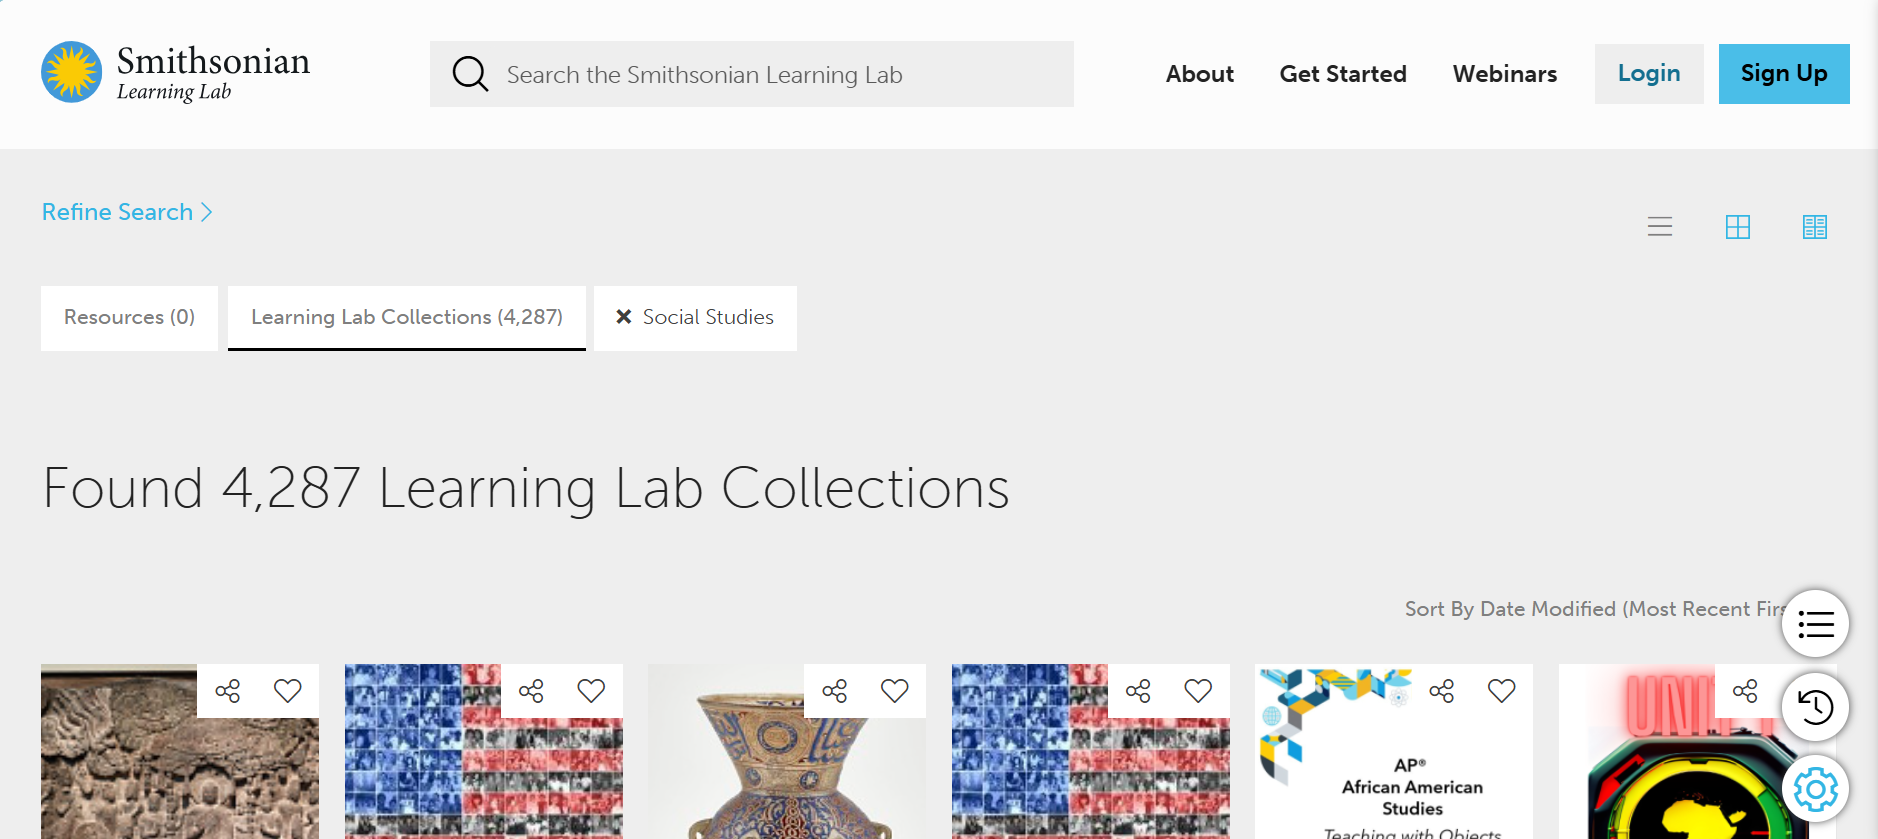 Smithsonian
Learning Lab
Search the Smithsonian Learning Lab
About
Get Started
Webinars
Login
Sign Up
Refine Search
Resources (0)
Learning Lab Collections (4,287)
Social Studies
Found 4,287 Learning Lab Collections
Sort By Date Modified (Most Recent Firs
AP®
African American
Studies
Teaching with Objects